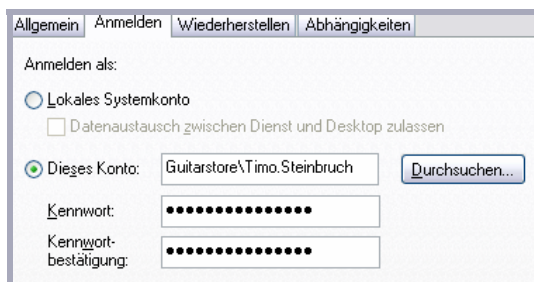 Allgemein Anmelden Wiederherstellen Abhängigkeiten
Anmelden als:
Lokales Systemkonto
Datenaustausch zwischen Dienst und Desktop zulassen
Dieses Konto: Guitarstore\Timo.Steinbruch Durchsuchen...
Kennwort: ●●●●●●●●●●●●●●●
Kennwort-
bestätigung: ●●●●●●●●●●●●●●●